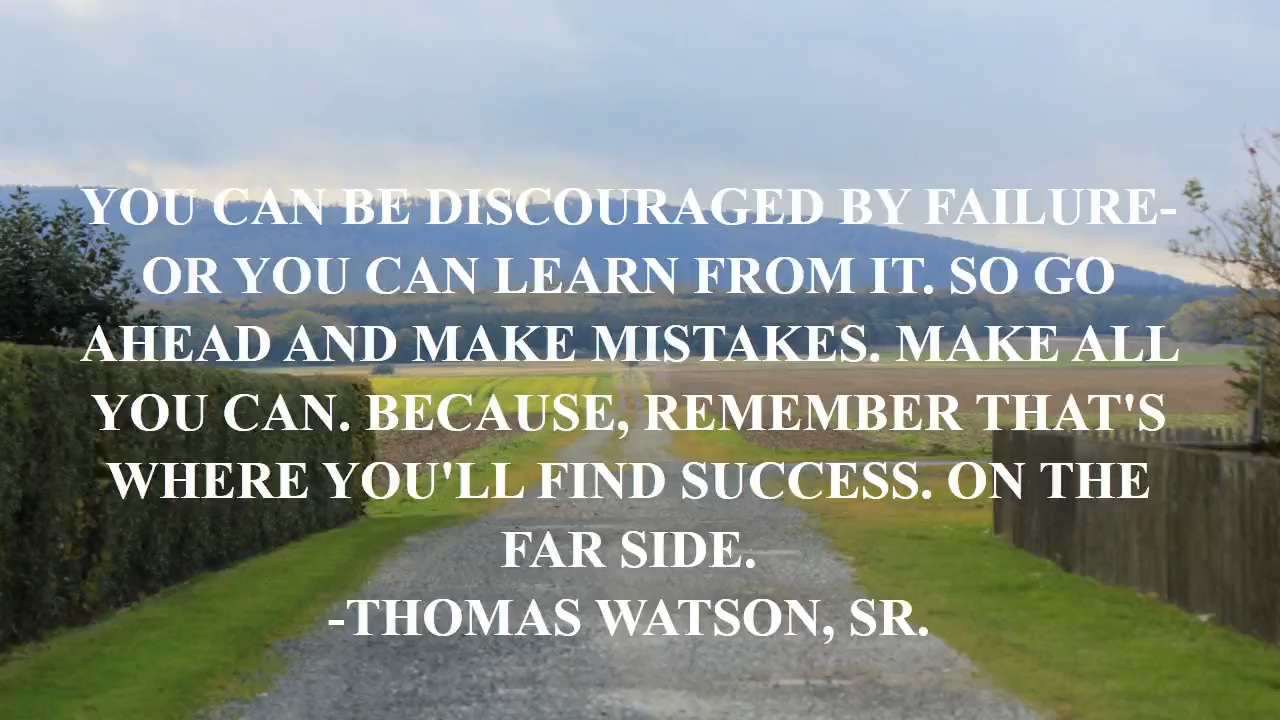 YOU CAN BE DISCOURAGED BY FAILURE-
OR YOU CAN LEARN FROM IT. SO GO
AHEAD AND MAKE MISTAKES. MAKE ALL
YOU CAN. BECAUSE, REMEMBER THAT'S
WHERE YOU'LL FIND SUCCESS. ON THE
FAR SIDE.
-THOMAS WATSON, SR.